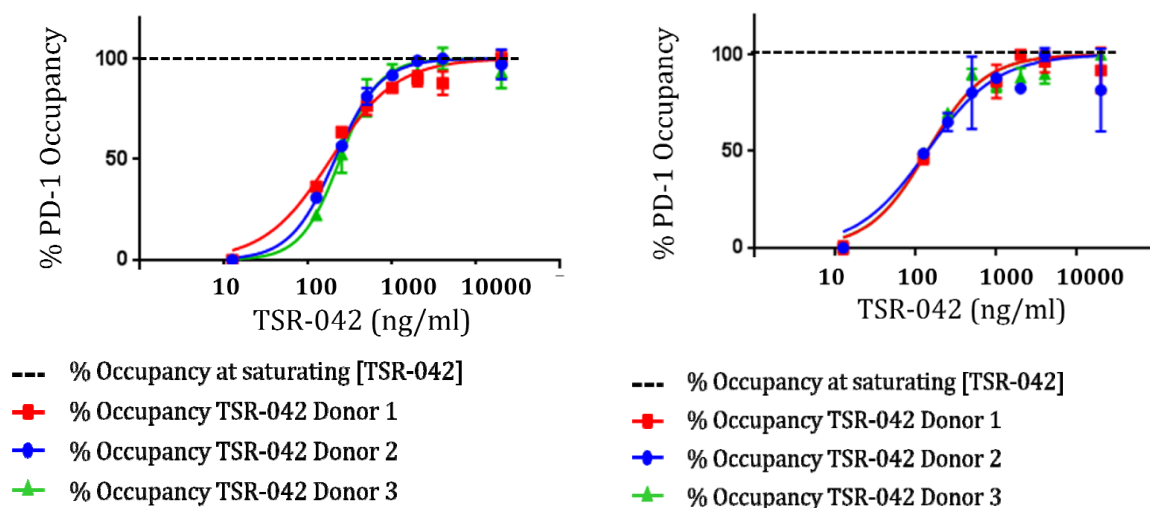 % PD-1 Occupancy
100
50
0
10 100 1000 10000
TSR-042 (ng/ml)
% Occupancy at saturating [TSR-042]
% Occupancy TSR-042 Donor 1
% Occupancy TSR-042 Donor 2
% Occupancy TSR-042 Donor 3
% PD-1 Occupancy
100
50
0
10 100 1000 10000
TSR-042 (ng/ml)
% Occupancy at saturating [TSR-042]
% Occupancy TSR-042 Donor 1
% Occupancy TSR-042 Donor 2
% Occupancy TSR-042 Donor 3